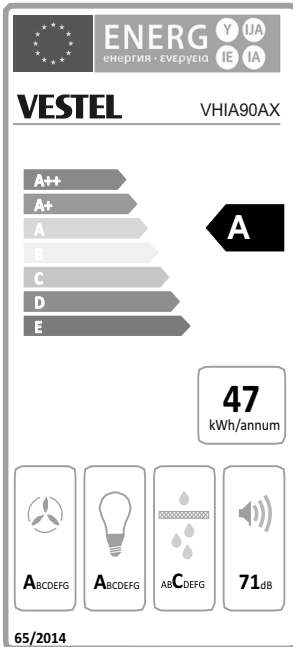 ENERG Y IJA
енергия · ενεργεια IE IA
VESTEL VHIA90AX
A++
A+
A
A
B
C
D
E
47
kWh/annum
ABCDEFG ABCDEFG ABCDEFG 71dB
65/2014